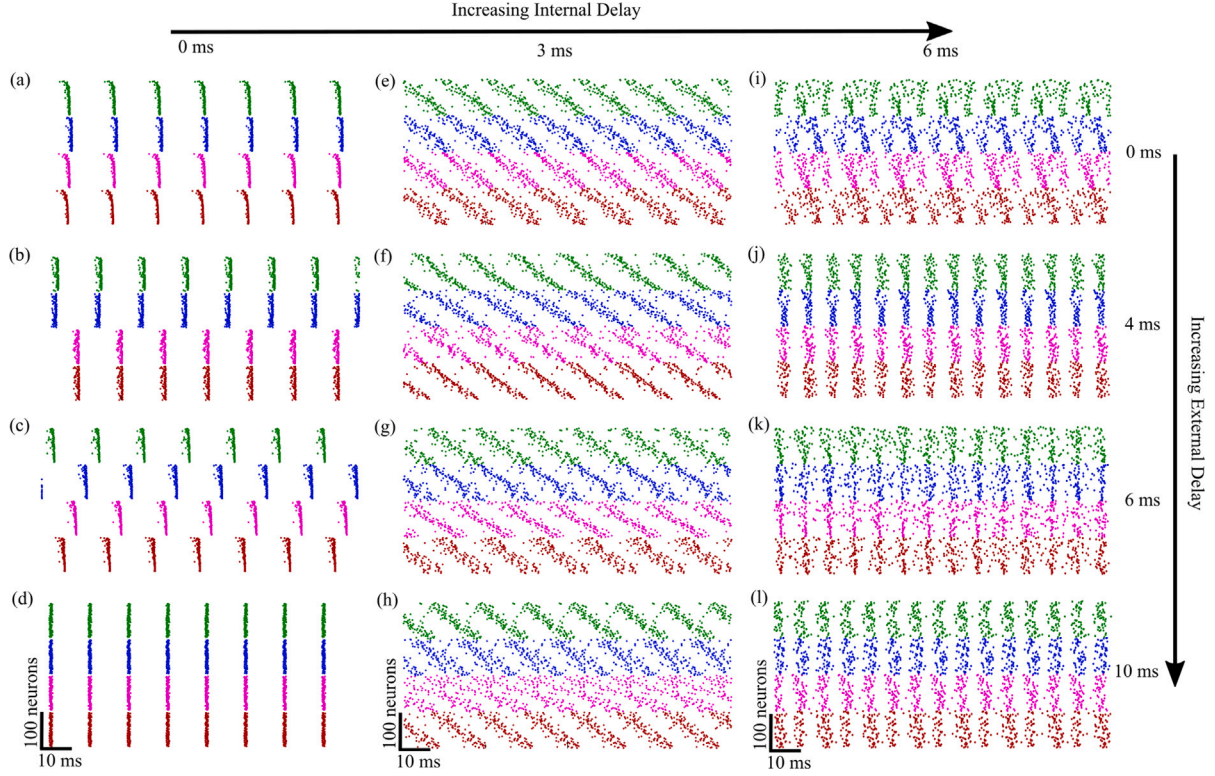 Increasing Internal Delay
0 ms
3 ms
6 ms
(a)
(e)
(i)
0 ms
(b)
(f)
(j)
4 ms
Increasing External Delay
(c)
(g)
(k)
6 ms
(d)
(h)
(l)
10 ms
100 neurons
10 ms
100 neurons
10 ms
100 neurons
10 ms